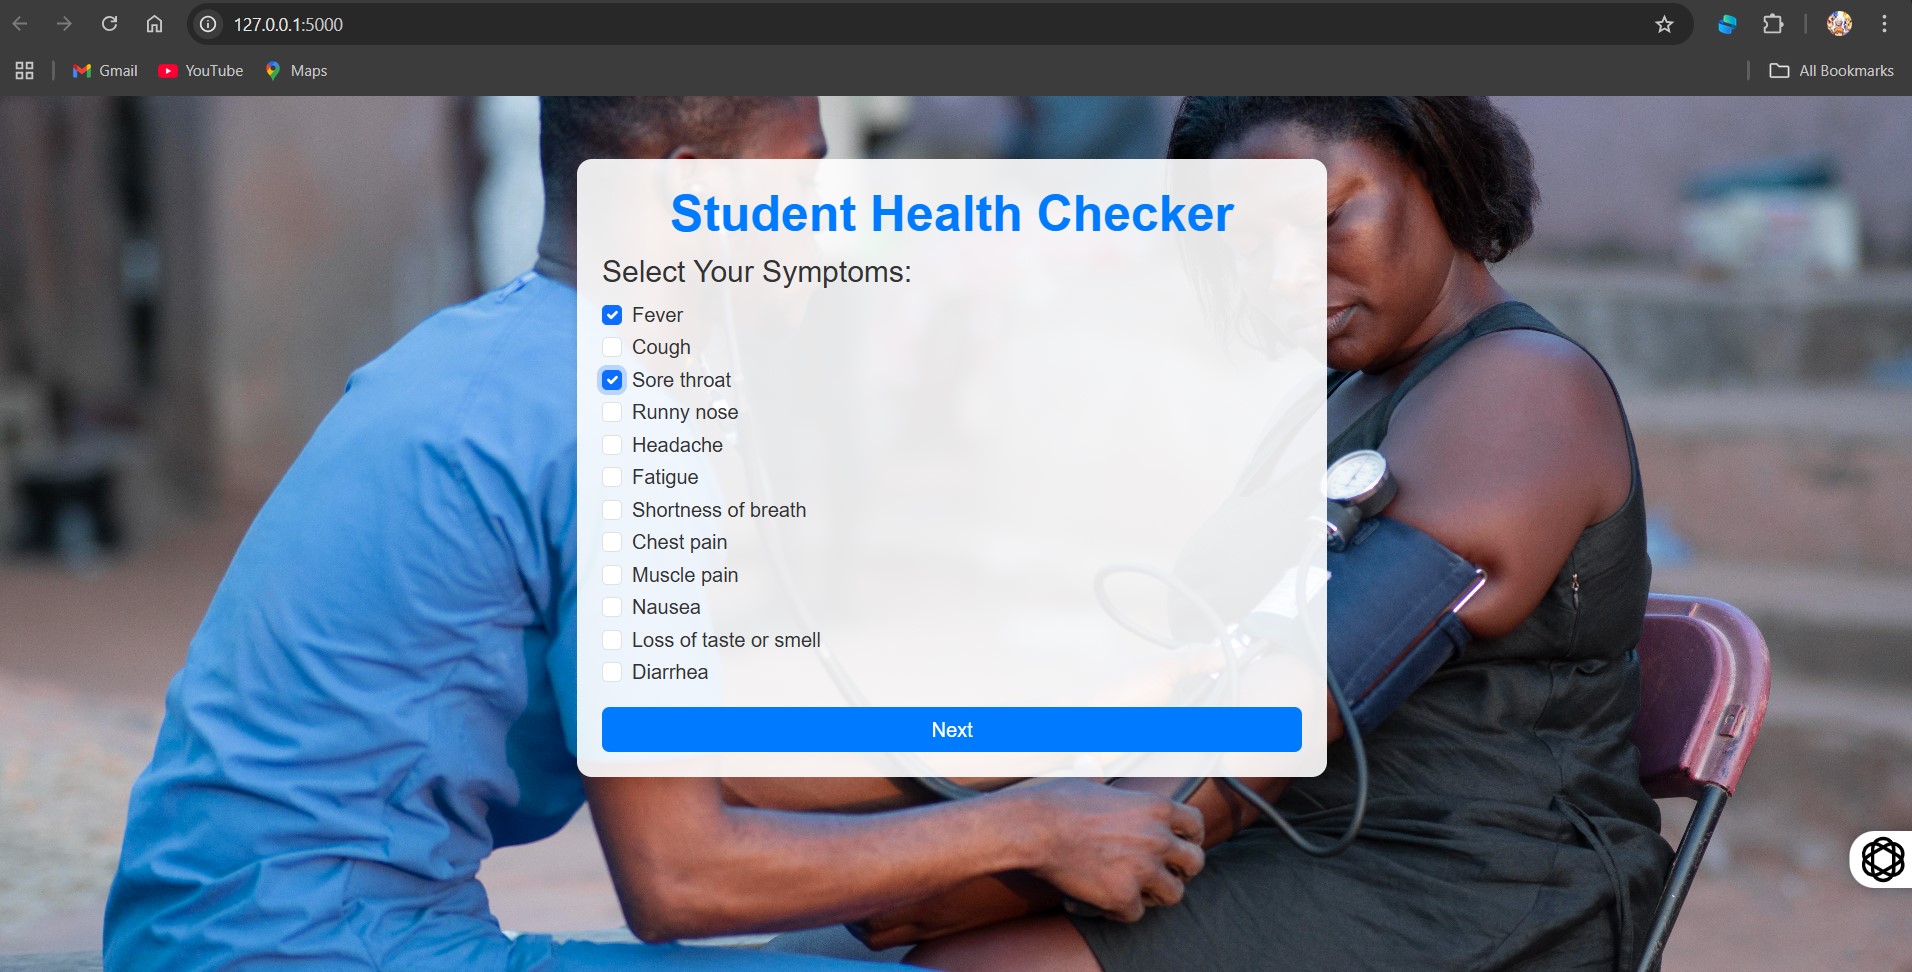 127.0.0.1:5000
Gmail YouTube Maps All Bookmarks
Student Health Checker
Select Your Symptoms:
Fever
Cough
Sore throat
Runny nose
Headache
Fatigue
Shortness of breath
Chest pain
Muscle pain
Nausea
Loss of taste or smell
Diarrhea
Next